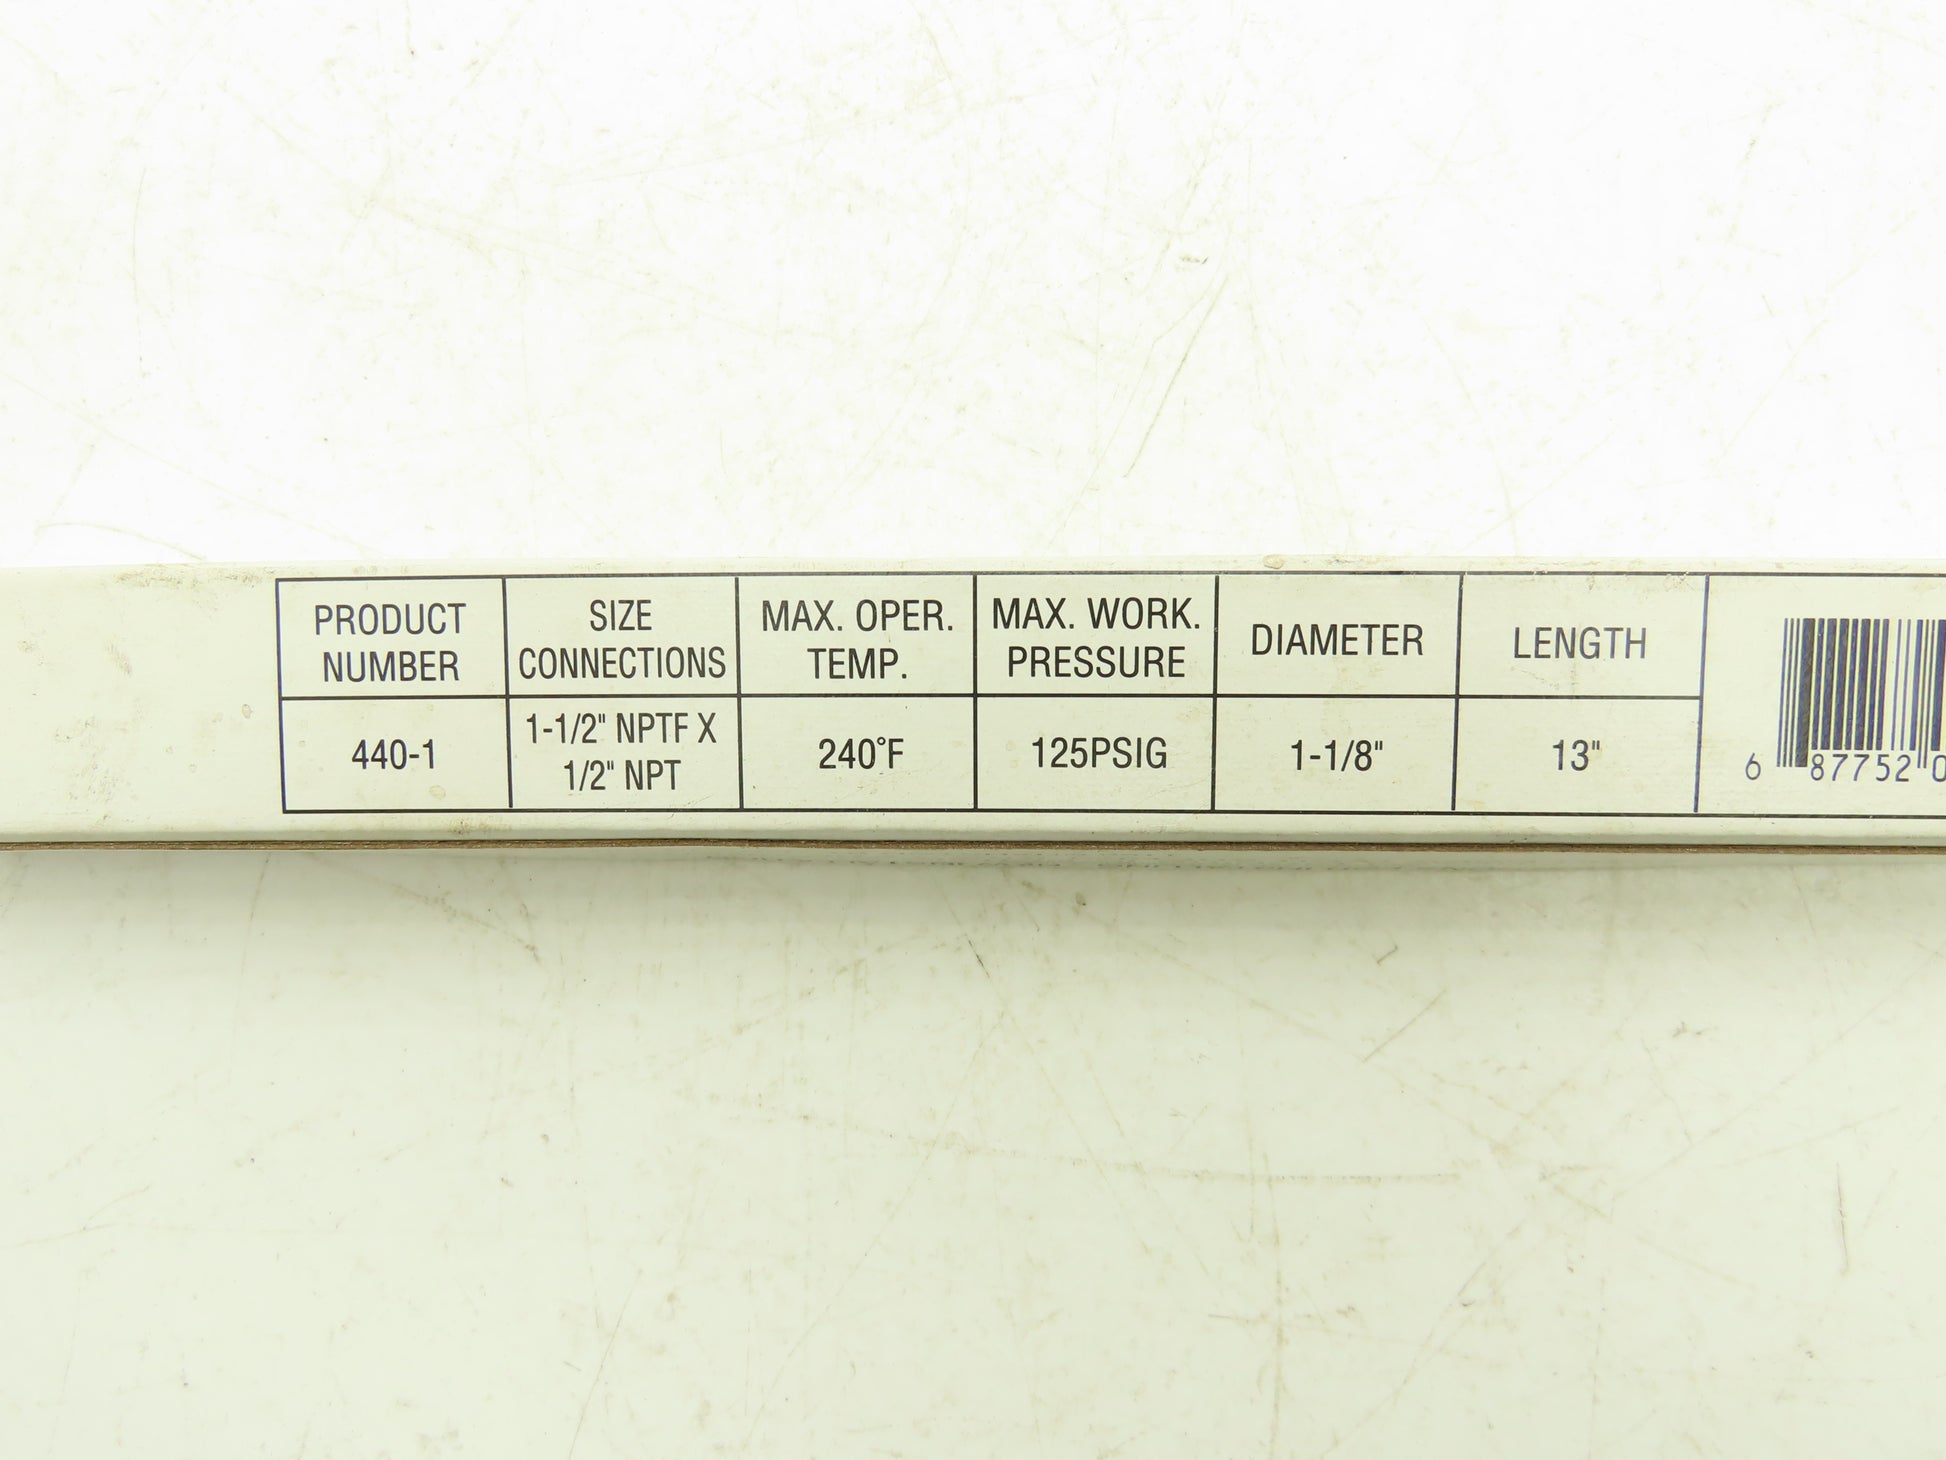 PRODUCT
NUMBER
SIZE
CONNECTIONS
MAX. OPER.
TEMP.
MAX. WORK.
PRESSURE
DIAMETER
LENGTH
440-1
1-1/2" NPTF X
1/2" NPT
240°F
125PSIG
1-1/8"
13"
6 877520